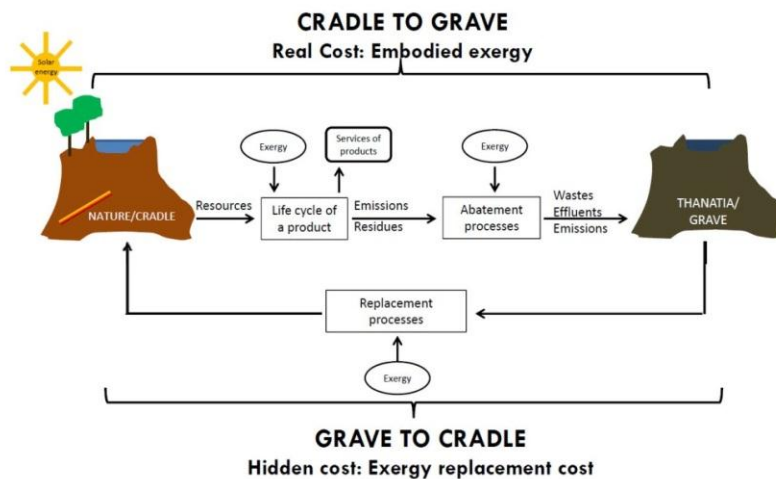 CRADLE TO GRAVE
Real Cost: Embodied exergy
Solar
energy
Exergy
Services of
products
Exergy
NATURE/CRADLE
Resources
Life cycle of
a product
Emissions
Residues
Abatement
processes
Wastes
Effluents
Emissions
THANATIA/
GRAVE
Replacement
processes
Exergy
GRAVE TO CRADLE
Hidden cost: Exergy replacement cost